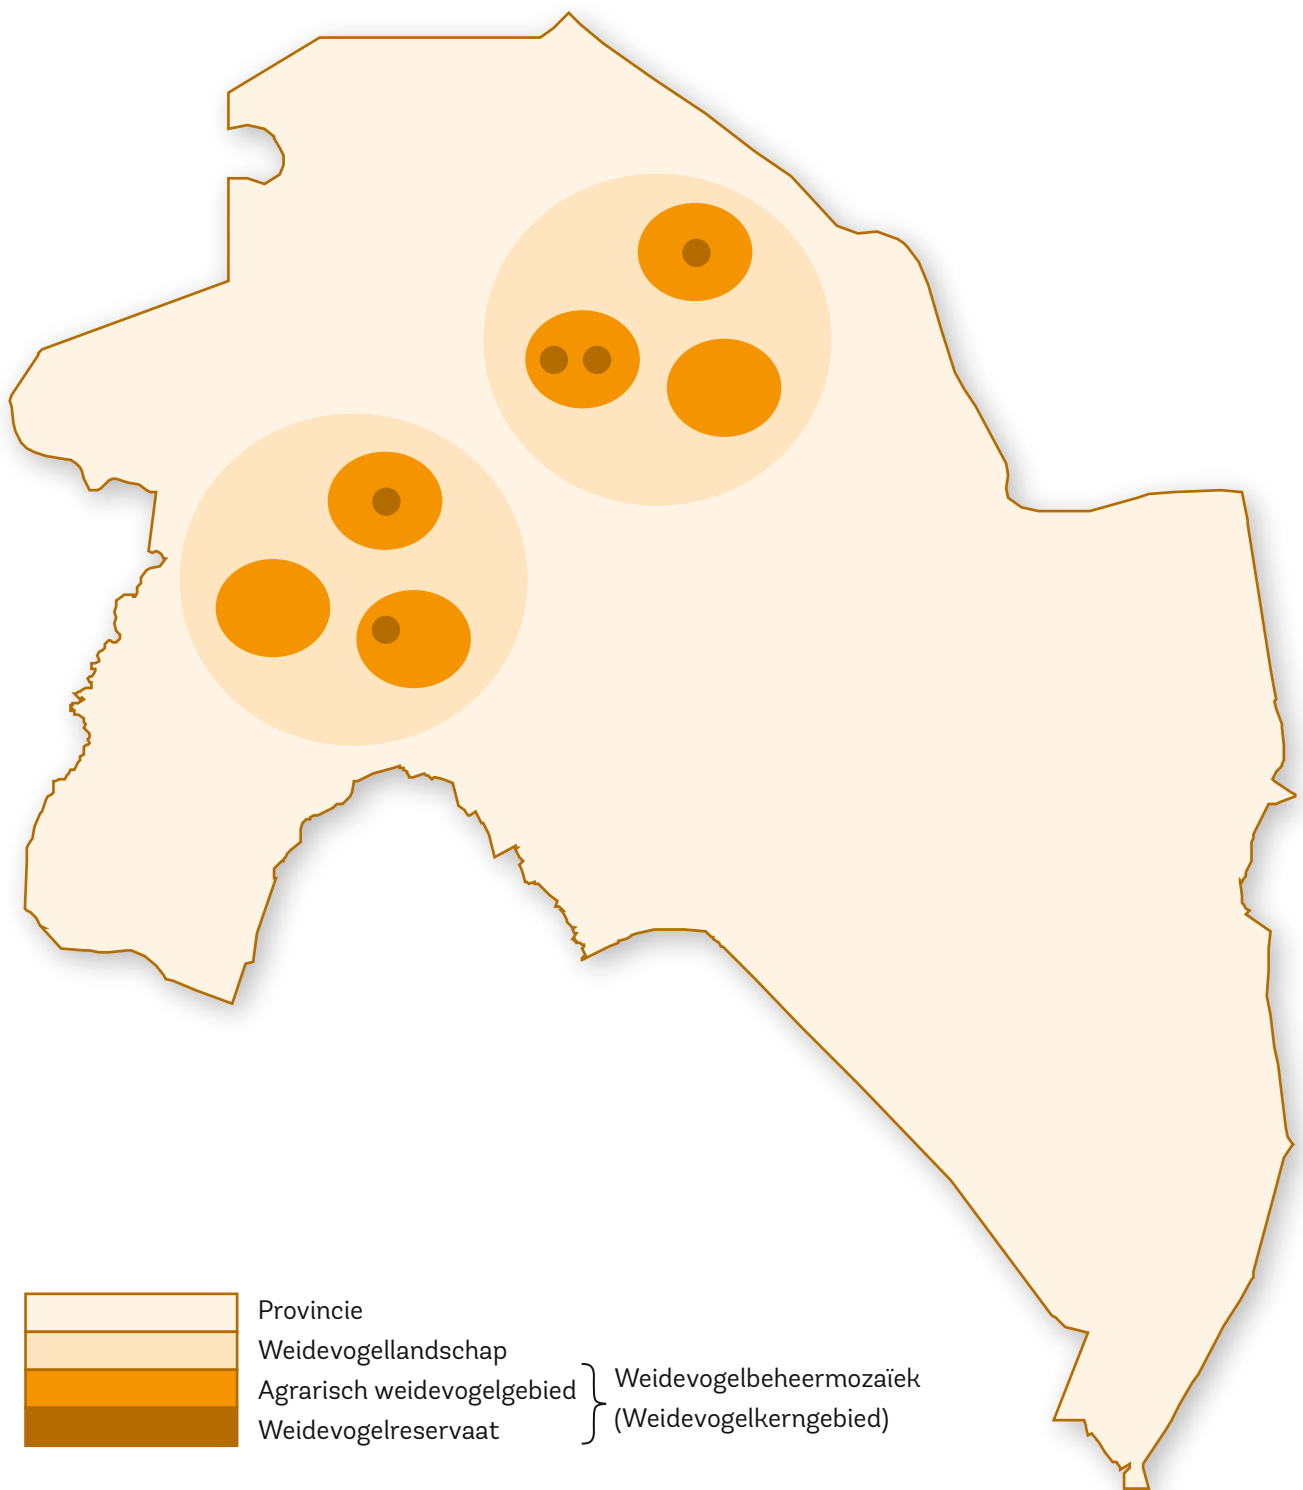 Provincie
Weidevogellandschap
Agrarisch weidevogelgebied
Weidevogelreservaat
Weidevogelbeheermozaïek
(Weidevogelkerngebied)